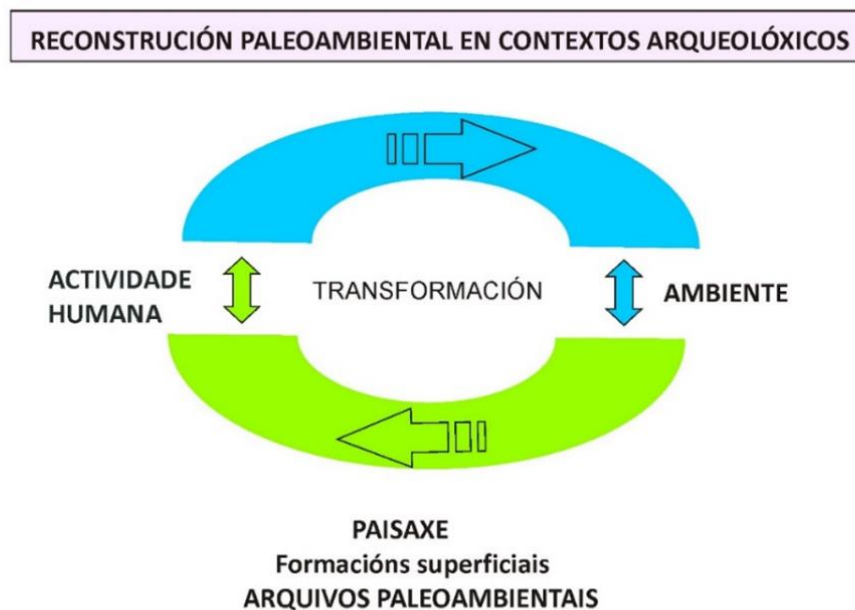 RECONSTRUCIÓN PALEOAMBIENTAL EN CONTEXTOS ARQUEOLÓXICOS
ACTIVIDADE
HUMANA
TRANSFORMACIÓN
AMBIENTE
PAISAXE
Formacións superficiais
ARQUIVOS PALEOAMBIENTAIS